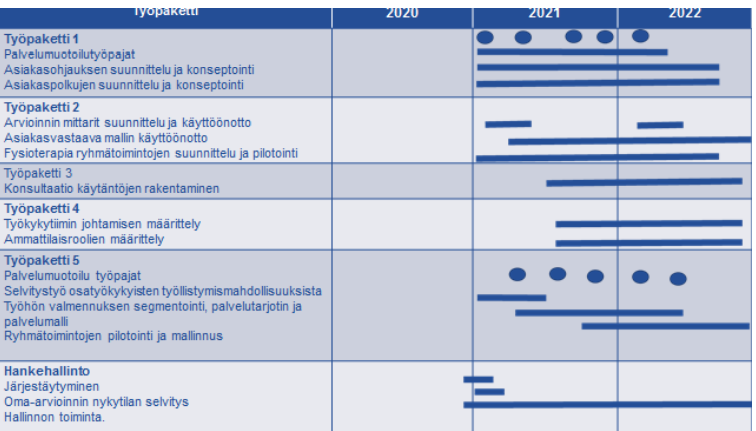 Työpaketti 2020 2021 2022
Työpaketti 1
Palvelumuotoilutyöpajat
Asiakasohjauksen suunnittelu ja konseptointi
Asiakaspolkujen suunnittelu ja konseptointi
Työpaketti 2
Arvioinnin mittarit suunnittelu ja käyttöönotto
Asiakasvastaava mallin käyttöönotto
Fysioterapia ryhmätoimintojen suunnittelu ja pilotointi
Työpaketti 3
Konsultaatio käytäntöjen rakentaminen
Työpaketti 4
Työkykytiimin johtamisen määrittely
Ammattilaisroolien määrittely
Työpaketti 5
Palvelumuotoilu työpajat
Selvitystyö osatyökykyisten työllistymismahdollisuuksista
Työhön valmennuksen segmentointi, palvelutarjotin ja
palvelumalli
Ryhmätoimintojen pilotointi ja mallinnus
Hankehallinto
Järjestäytyminen
Oma-arvioinnin nykytilan selvitys
Hallinnon toiminta.